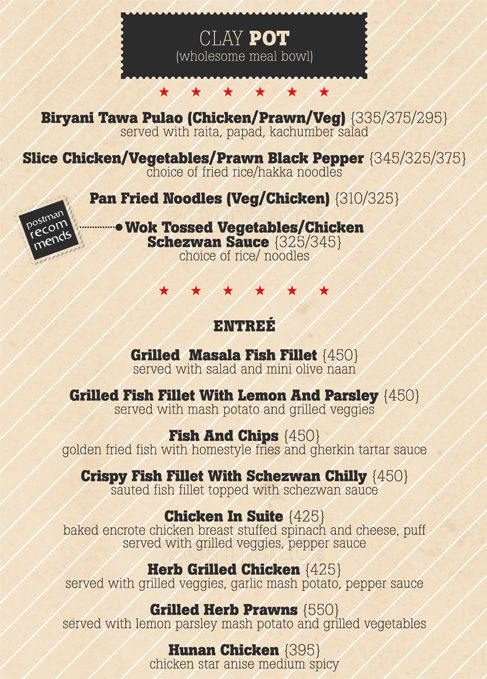 CLAY POT
(wholesome meal bowl)
Biryani Tawa Pulao (Chicken/Prawn/Veg) {335/375/295}
served with raita, papad, kachumber salad
Slice Chicken/Vegetables/Prawn Black Pepper {345/325/375}
choice of fried rice/hakka noodles
Pan Fried Noodles (Veg/Chicken) {310/325}
postman
recom
mends
Wok Tossed Vegetables/Chicken
Schezwan Sauce {325/345}
choice of rice/ noodles
ENTREÉ
Grilled Masala Fish Fillet {450}
served with salad and mini olive naan
Grilled Fish Fillet With Lemon And Parsley {450}
served with mash potato and grilled veggies
Fish And Chips {450}
golden fried fish with homestyle fries and gherkin tartar sauce
Crispy Fish Fillet With Schezwan Chilly {450}
sauted fish fillet topped with schezwan sauce
Chicken In Suite {425}
baked encrote chicken breast stuffed spinach and cheese, puff
served with grilled veggies, pepper sauce
Herb Grilled Chicken {425}
served with grilled veggies, garlic mash potato, pepper sauce
Grilled Herb Prawns {550}
served with lemon parsley mash potato and grilled vegetables
Hunan Chicken {395}
chicken star anise medium spicy